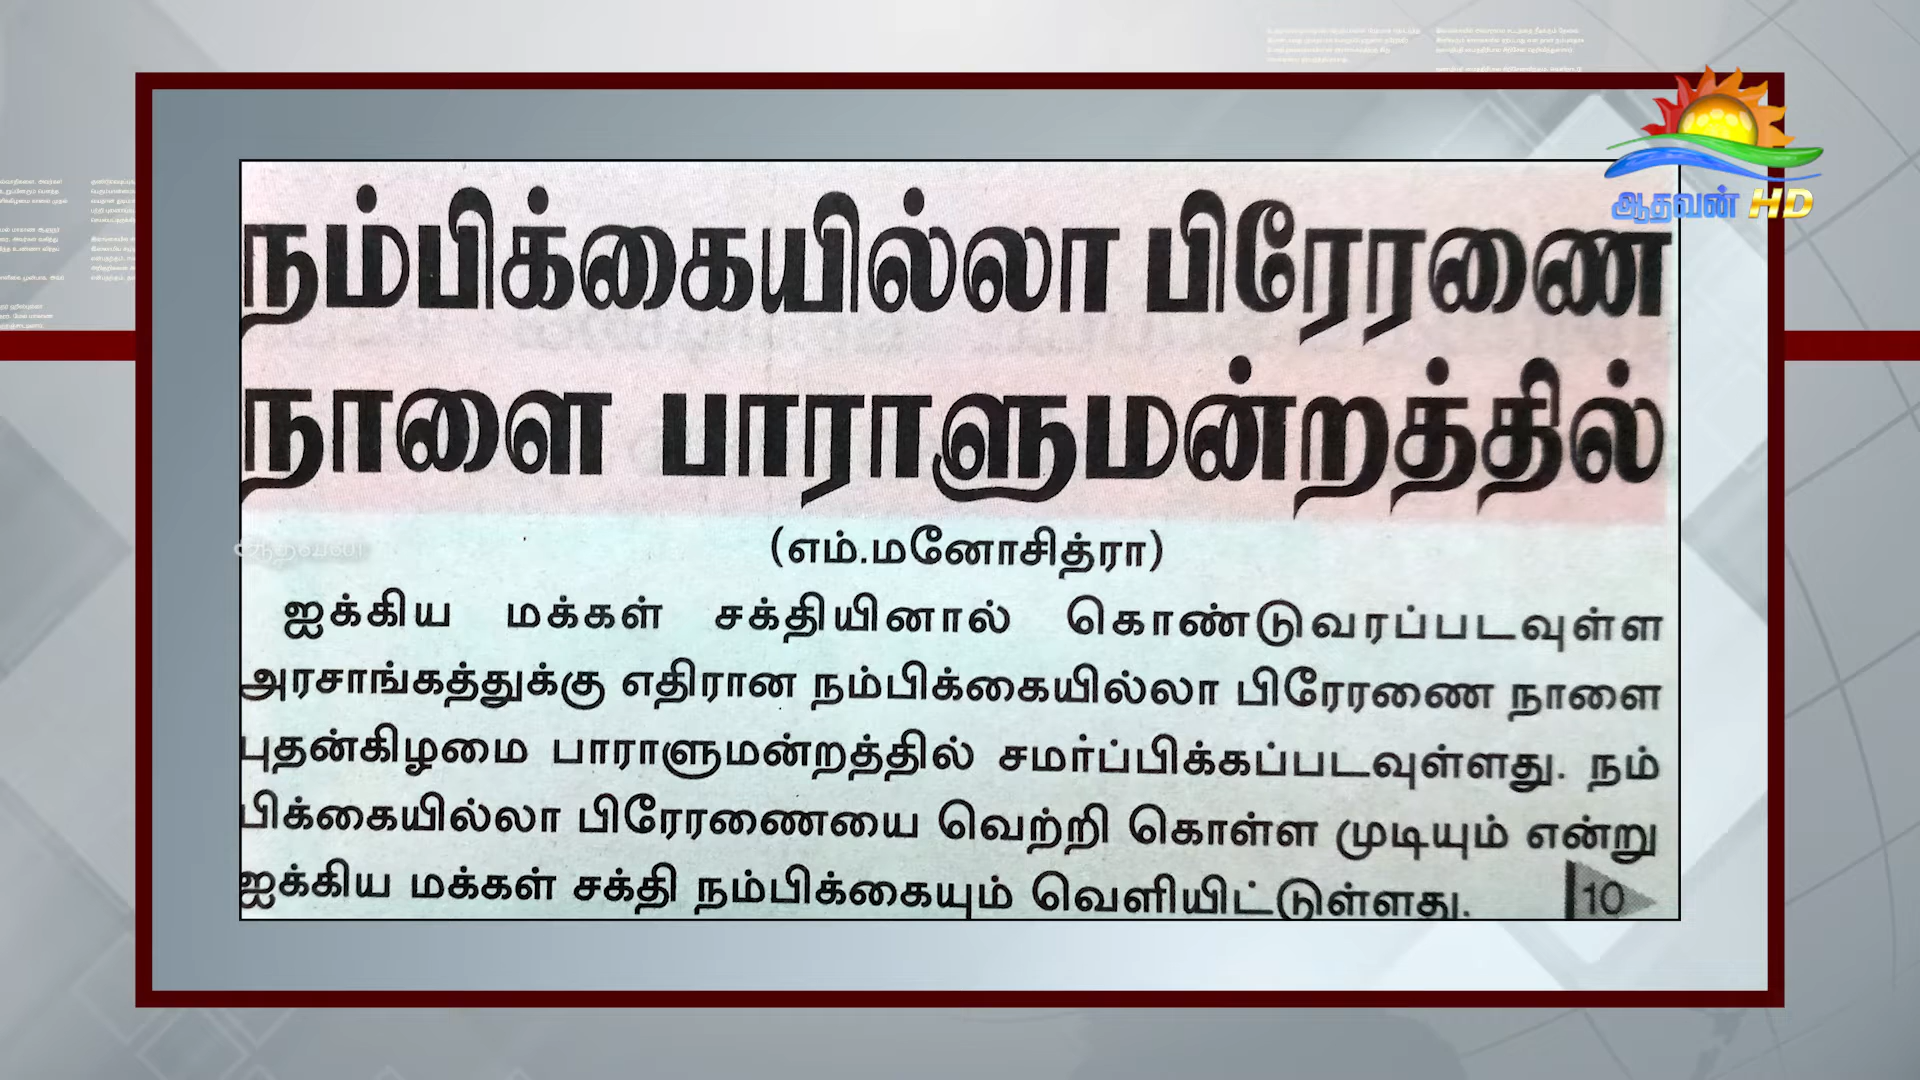 ஆதவன் HD
நம்பிக்கையில்லா பிரேரணை
நாளை பாராளுமன்றத்தில்
(எம்.மனோசித்ரா)
ஐக்கிய மக்கள் சக்தியினால் கொண்டுவரப்படவுள்ள
அரசாங்கத்துக்கு எதிரான நம்பிக்கையில்லா பிரேரணை நாளை
புதன்கிழமை பாராளுமன்றத்தில் சமர்ப்பிக்கப்படவுள்ளது. நம்
பிக்கையில்லா பிரேரணையை வெற்றி கொள்ள முடியும் என்று
ஐக்கிய மக்கள் சக்தி நம்பிக்கையும் வெளியிட்டுள்ளது. 10
ஆதவன்